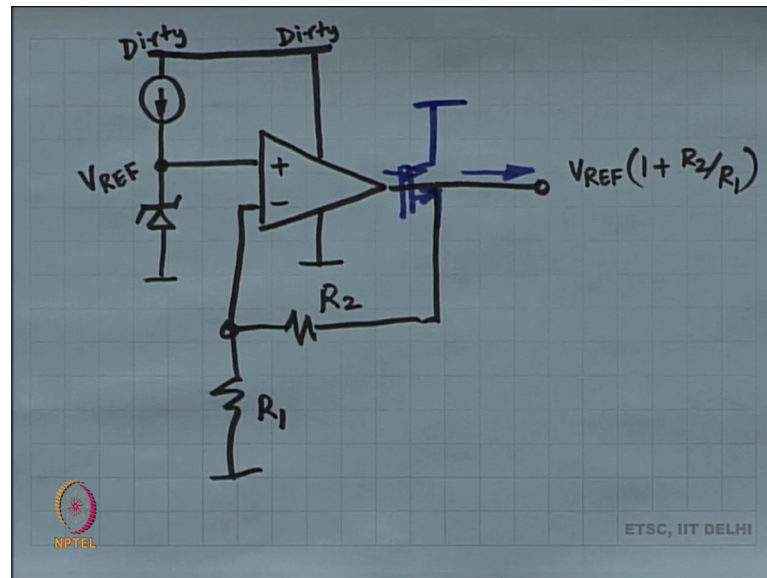 Dirty Dirty
+
VREF
-
VREF(1 + R2/R1)
R2
R1
NPTEL
ETSC, IIT DELHI